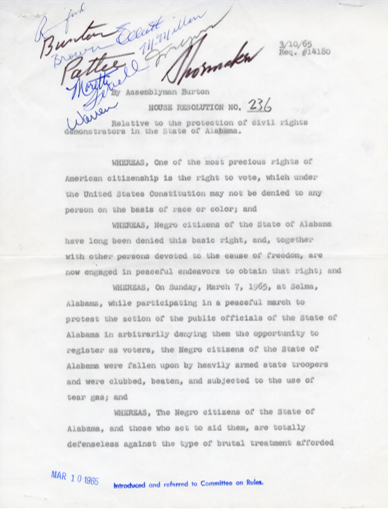 Burton
Brown Elliott McMillan
Pattee
Moretti
Ferrell
Warren
Shoemaker
3/10/65
Req. #14180
By Assemblyman Burton
HOUSE RESOLUTION NO. 236
Relative to the protection of civil rights
demonstrators in the State of Alabama.
WHEREAS, One of the most precious rights of
American citizenship is the right to vote, which under
the United States Constitution may not be denied to any
person on the basis of race or color; and
WHEREAS, Negro citizens of the State of Alabama
have long been denied this basic right, and, together
with other persons devoted to the cause of freedom, are
now engaged in peaceful endeavors to obtain that right; and
WHEREAS, On Sunday, March 7, 1965, at Selma,
Alabama, while participating in a peaceful march to
protest the action of the public officials of the State of
Alabama in arbitrarily denying them the opportunity to
register as voters, the Negro citizens of the State of
Alabama were fallen upon by heavily armed state troopers
and were clubbed, beaten, and subjected to the use of
tear gas; and
WHEREAS, The Negro citizens of the State of
Alabama, and those who act to aid them, are totally
defenseless against the type of brutal treatment afforded
MAR 10 1965 Introduced and referred to Committee on Rules.